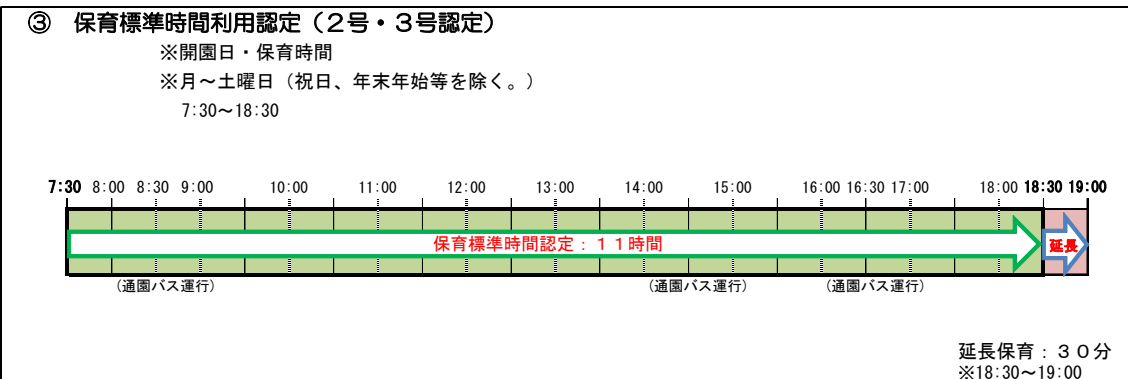 ③ 保育標準時間利用認定（２号・３号認定）
※開園日・保育時間
※月～土曜日（祝日、年末年始等を除く。）
7:30～18:30
7:30 8:00 8:30 9:00 10:00 11:00 12:00 13:00 14:00 15:00 16:00 16:30 17:00 18:00 18:30 19:00
保育標準時間認定：１１時間 延長
(通園バス運行) (通園バス運行) (通園バス運行)
延長保育：３０分
※18:30～19:00